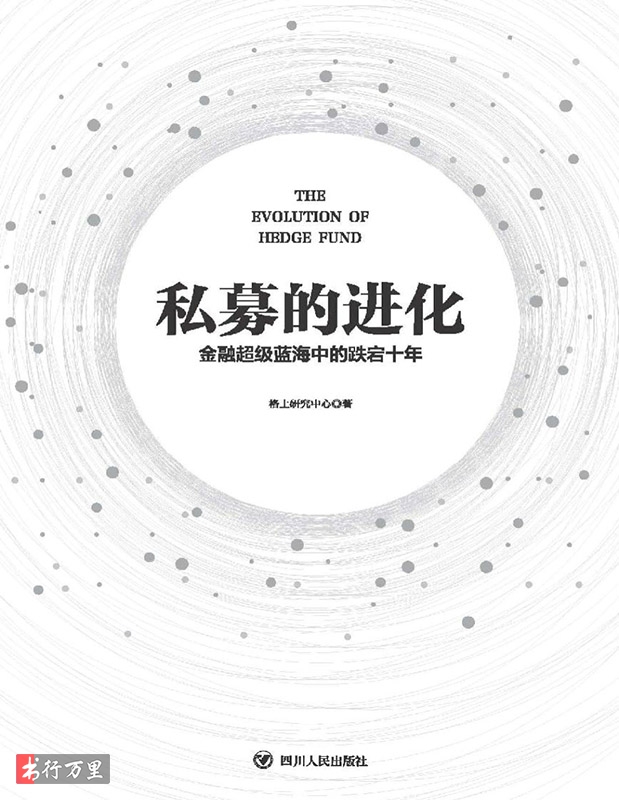 THE
EVOLUTION OF
HEDGE FUND
私募的进化
金融超级蓝海中的跌宕十年
格上研究中心◎著
四川人民出版社
书行万里